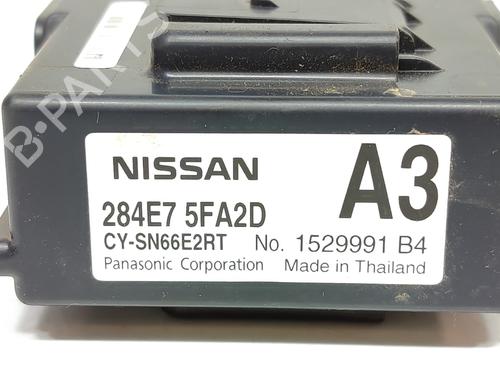 B-PARTS
NISSAN
A3
284E7 5FA2D
CY-SN66E2RT No. 1529991 B4
Panasonic Corporation Made in Thailand